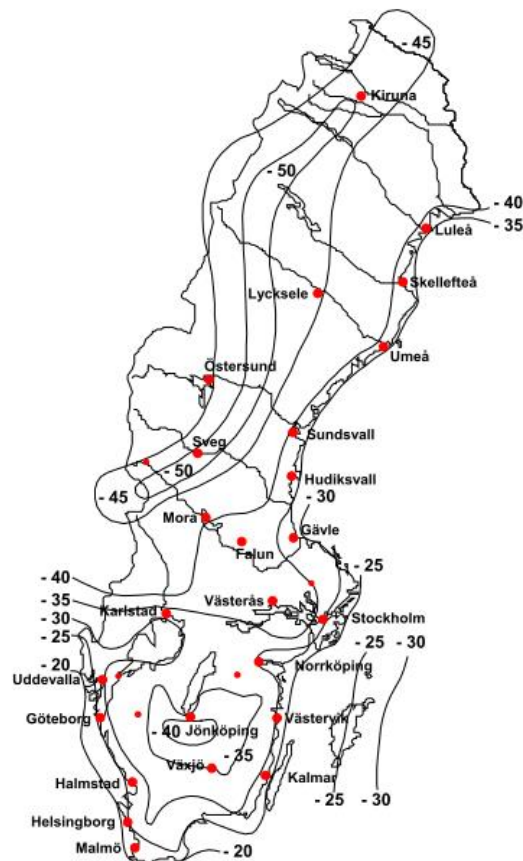 - 45
Kiruna
- 50
- 40
- 35
Luleå
Skellefteå
Lycksele
Umeå
Östersund
Sundsvall
Sveg
- 50
Hudiksvall
- 45
- 30
Mora
Gävle
Falun
- 25
- 40
- 35
Västerås
Karlstad
- 30
Stockholm
- 25
- 25
- 30
- 20
Norrköping
Uddevalla
Göteborg
- 40
Jönköping
Västervik
- 35
Växjö
Kalmar
Halmstad
- 25
- 30
Helsingborg
Malmö
- 20